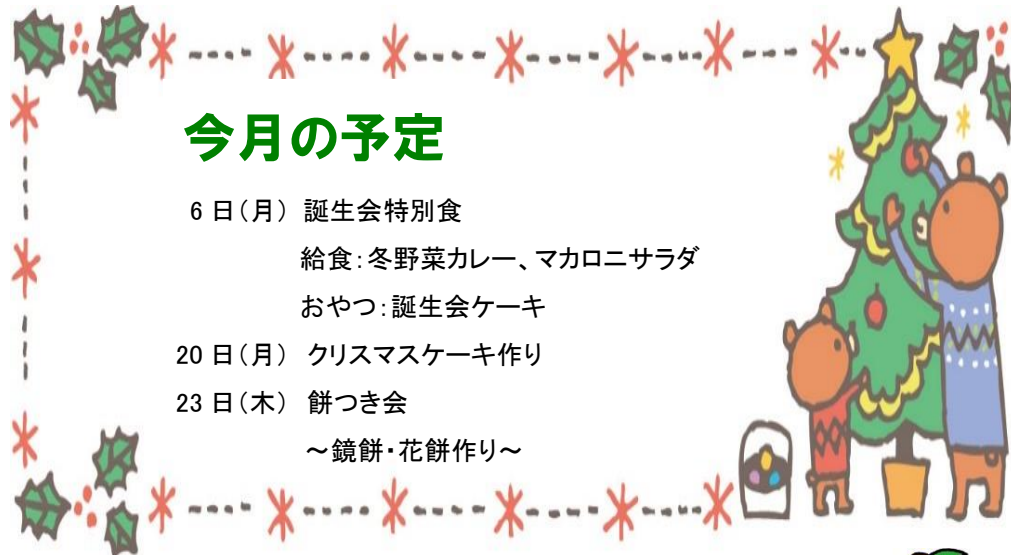 今月の予定
6日(月) 誕生会特別食
給食:冬野菜カレー、マカロニサラダ
おやつ:誕生会ケーキ
20日(月) クリスマスケーキ作り
23日(木) 餅つき会
~鏡餅・花餅作り~